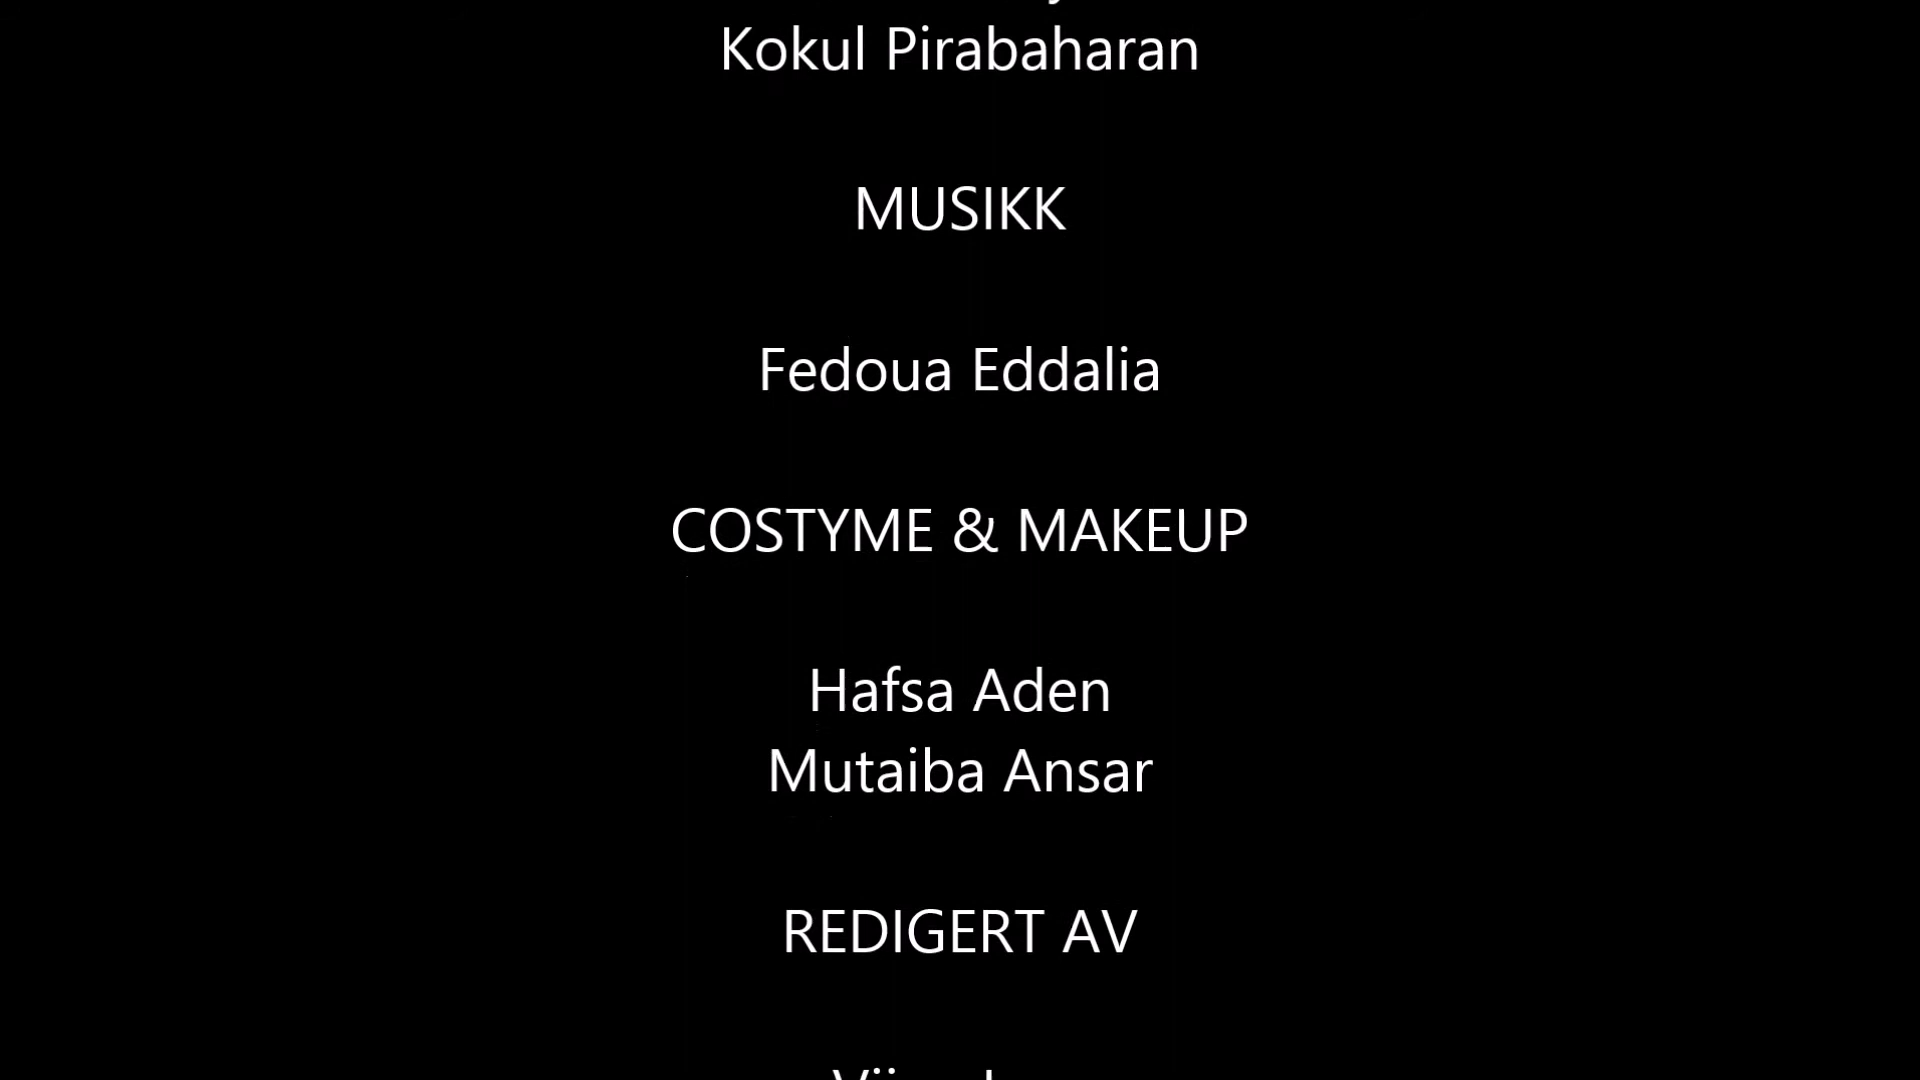 Kokul Pirabaharan
MUSIKK
Fedoua Eddalia
COSTYME & MAKEUP
Hafsa Aden
Mutaiba Ansar
REDIGERT AV